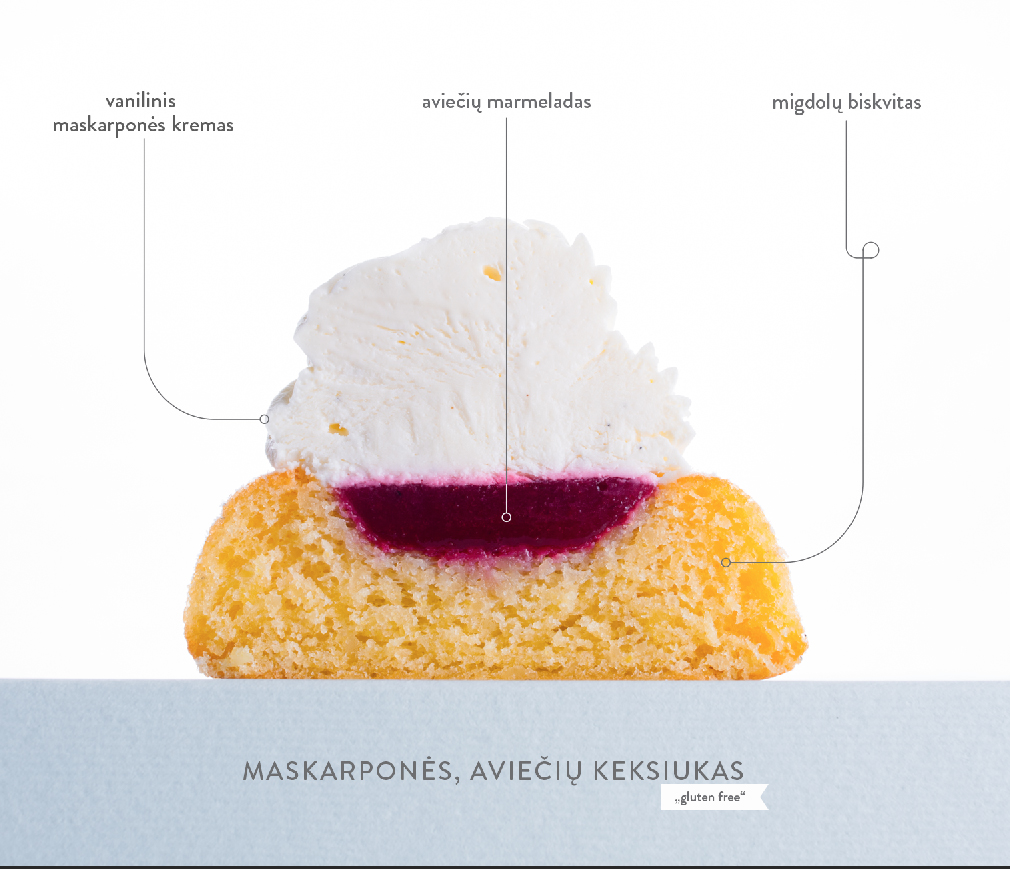 vanilinis
maskarponės kremas
aviečių marmeladas
migdolų biskvitas
MASKARPONĖS, AVIEČIŲ KEKSIUKAS
„gluten free“